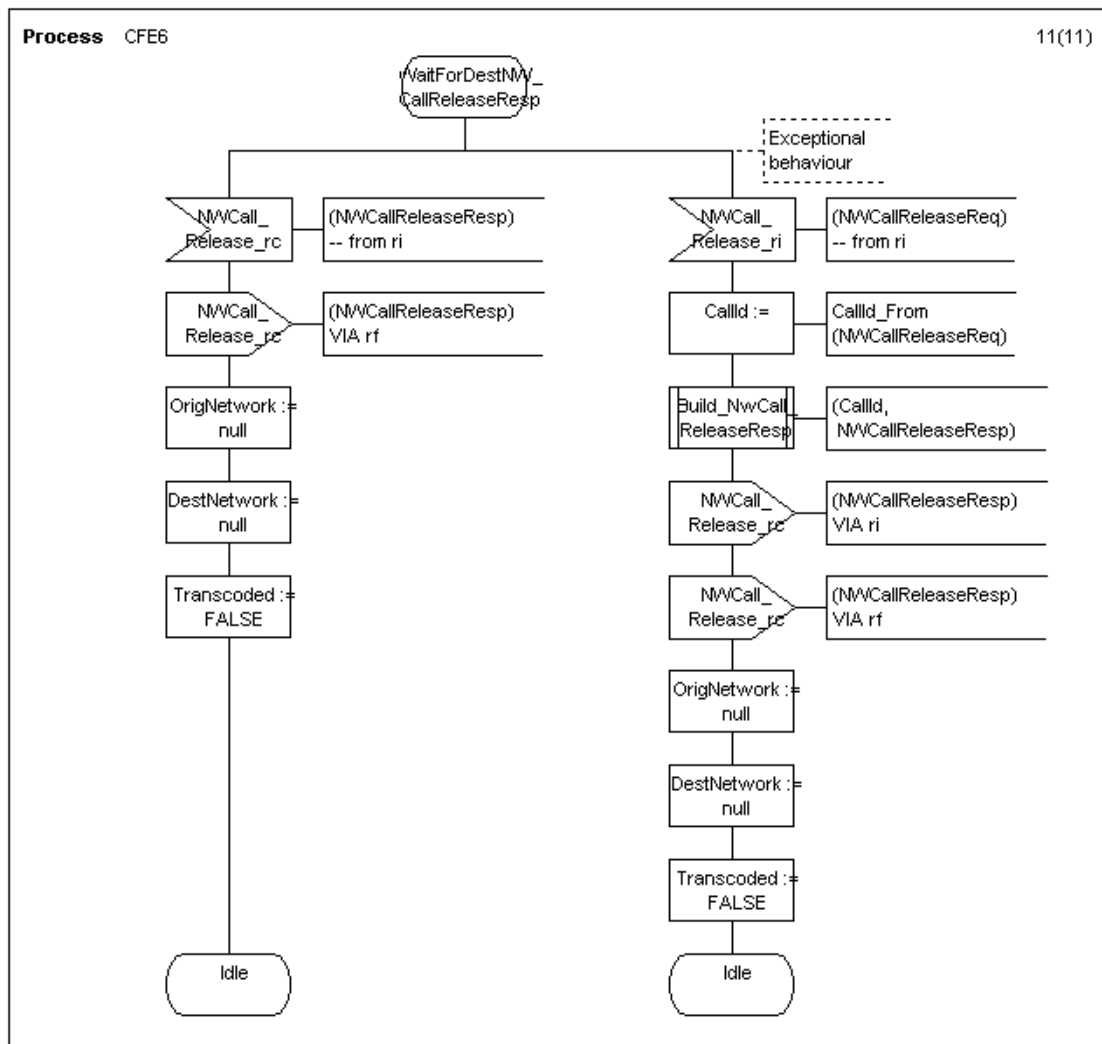 Process CFE6 11(11)
WaitForDestNW_
CallReleaseResp
Exceptional
behaviour
NWCall_
Release_rc
(NWCallReleaseResp)
-- from ri
NWCall_
Release_rc
(NWCallReleaseResp)
VIA rf
OrigNetwork :=
null
DestNetwork :=
null
Transcoded :=
FALSE
Idle
NWCall_
Release_ri
(NWCallReleaseReq)
-- from ri
CallId :=
CallId_From
(NWCallReleaseReq)
Build_NwCall_
ReleaseResp
(CallId,
NWCallReleaseResp)
NWCall_
Release_rc
(NWCallReleaseResp)
VIA ri
NWCall_
Release_rc
(NWCallReleaseResp)
VIA rf
OrigNetwork :=
null
DestNetwork :=
null
Transcoded :=
FALSE
Idle